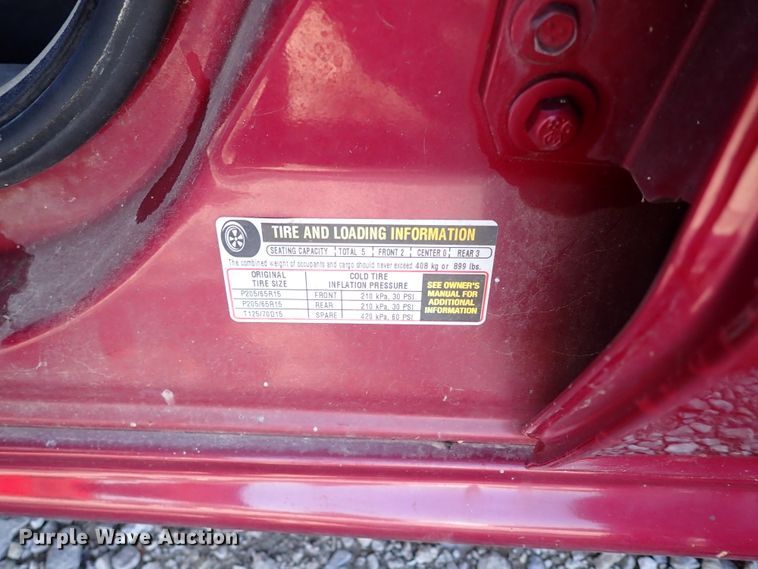 TIRE AND LOADING INFORMATION
SEATING CAPACITY TOTAL 5 FRONT 2 CENTER 0 REAR 3
The combined weight of occupants and cargo should never exceed 408 kg or 899 lbs.
ORIGINAL TIRE SIZE COLD TIRE INFLATION PRESSURE
P205/65R15 FRONT 210 kPa, 30 PSI
P205/65R15 REAR 210 kPa, 30 PSI
T125/70D15 SPARE 420 kPa, 60 PSI
SEE OWNER'S
MANUAL FOR
ADDITIONAL
INFORMATION
Purple Wave Auction